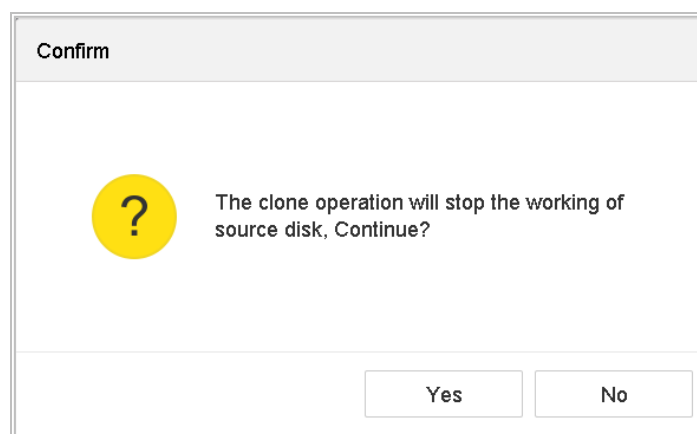 Confirm
?
The clone operation will stop the working of
source disk, Continue?
Yes
No